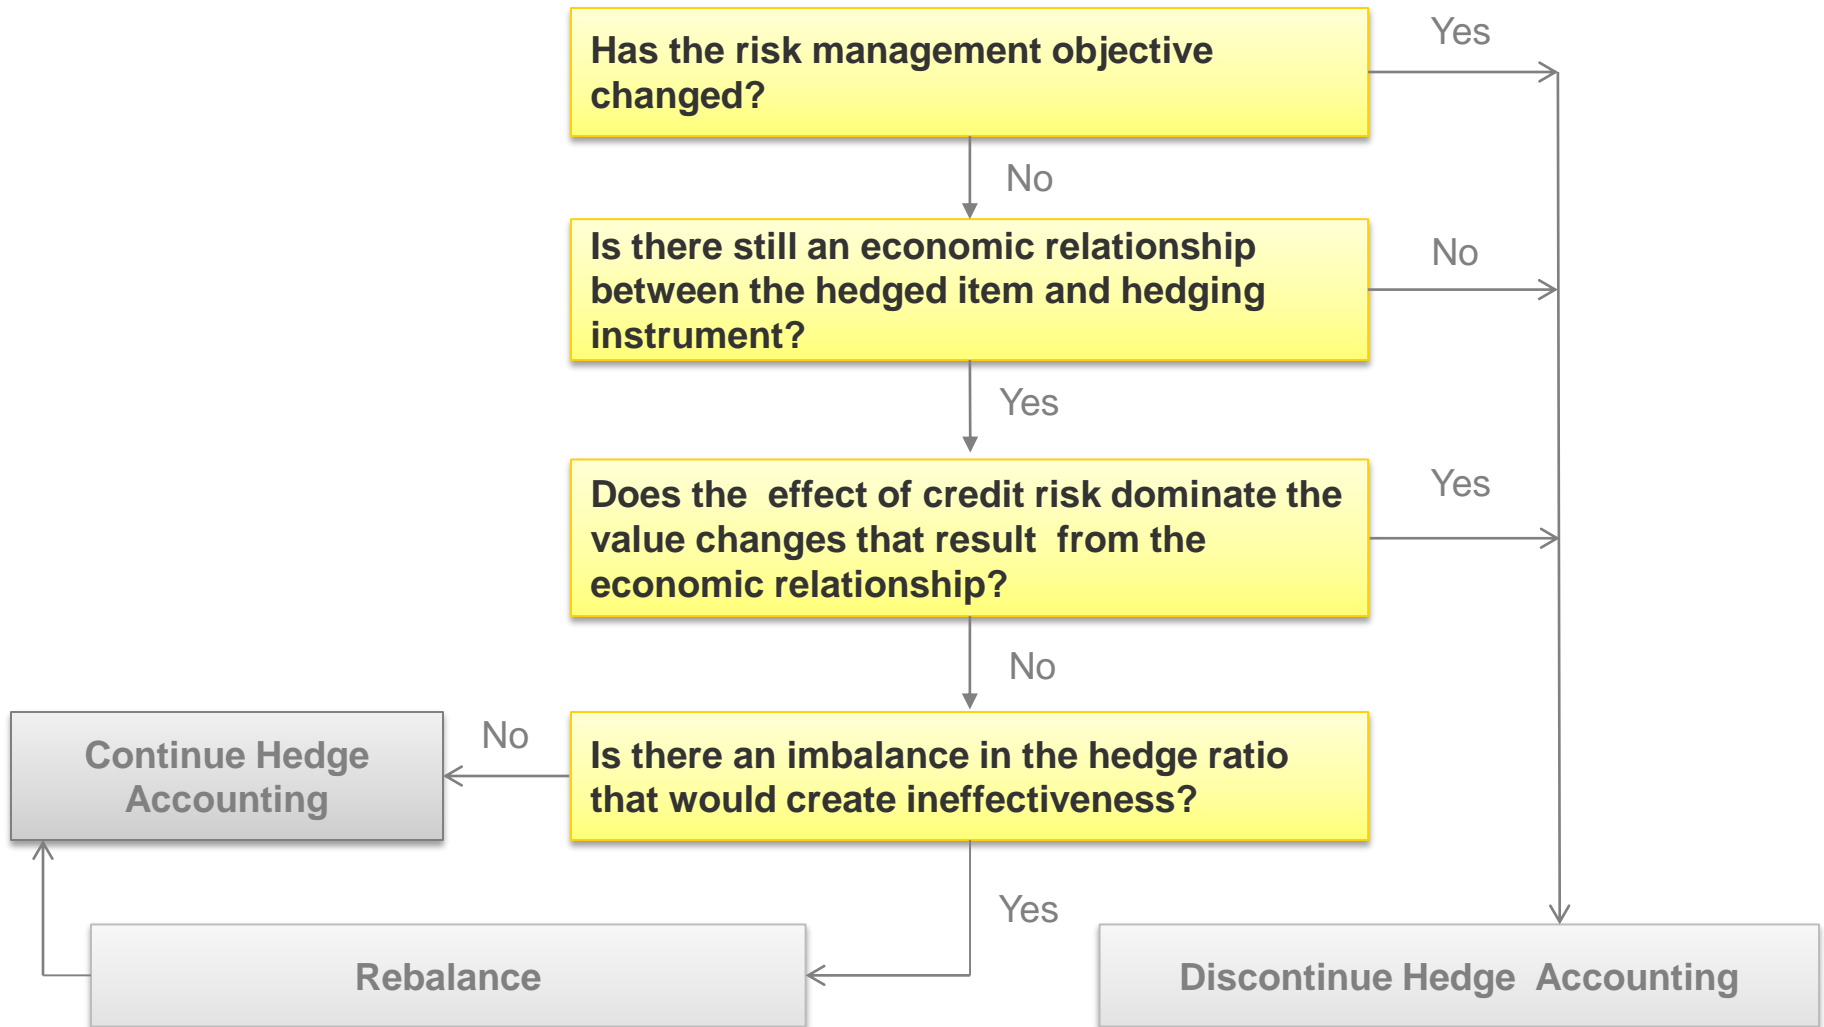 Has the risk management objective
changed?
Yes
No
Is there still an economic relationship
between the hedged item and hedging
instrument?
No
Yes
Does the  effect of credit risk dominate the
value changes that result  from the
economic relationship?
Yes
No
Continue Hedge
Accounting
No
Is there an imbalance in the hedge ratio
that would create ineffectiveness?
Yes
Rebalance
Discontinue Hedge  Accounting